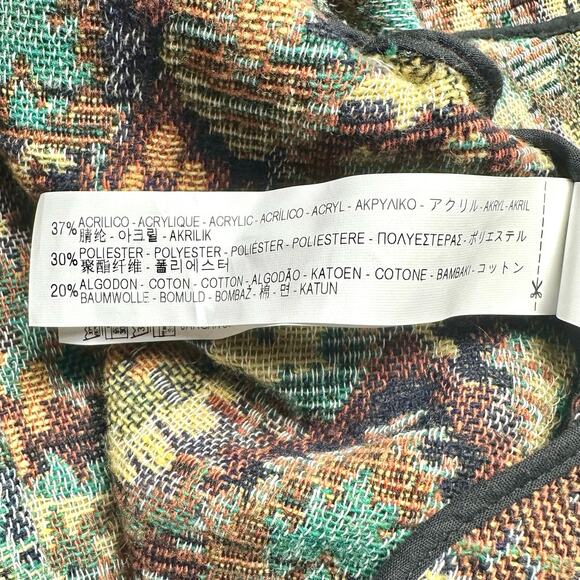 37% ACRILICO - ACRYLIQUE - ACRYLIC - ACRÍLICO - ACRYL - ΑΚΡΥΛΙΚΟ - アクリル - AKRYL - AKRIL
腈纶 - 아크릴 - AKRILIK
30% POLIESTER - POLYESTER - POLIÉSTER - POLIESTERE - ΠΟΛΥΕΣΤΕΡΑΣ - ポリエステル
聚酯纤维 - 폴리에스터
20% ALGODON - COTON - COTTON - ALGODÃO - KATOEN - COTONE - ΒΑΜΒΑΚΙ - コットン
BAUMWOLLE - BOMULD - BOMBAŽ - 棉 - 면 - KATUN